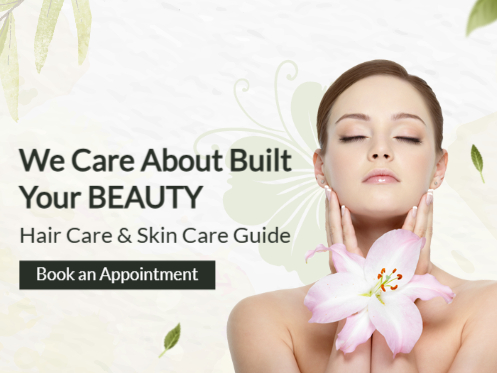 We Care About Built
Your BEAUTY
Hair Care & Skin Care Guide
Book an Appointment